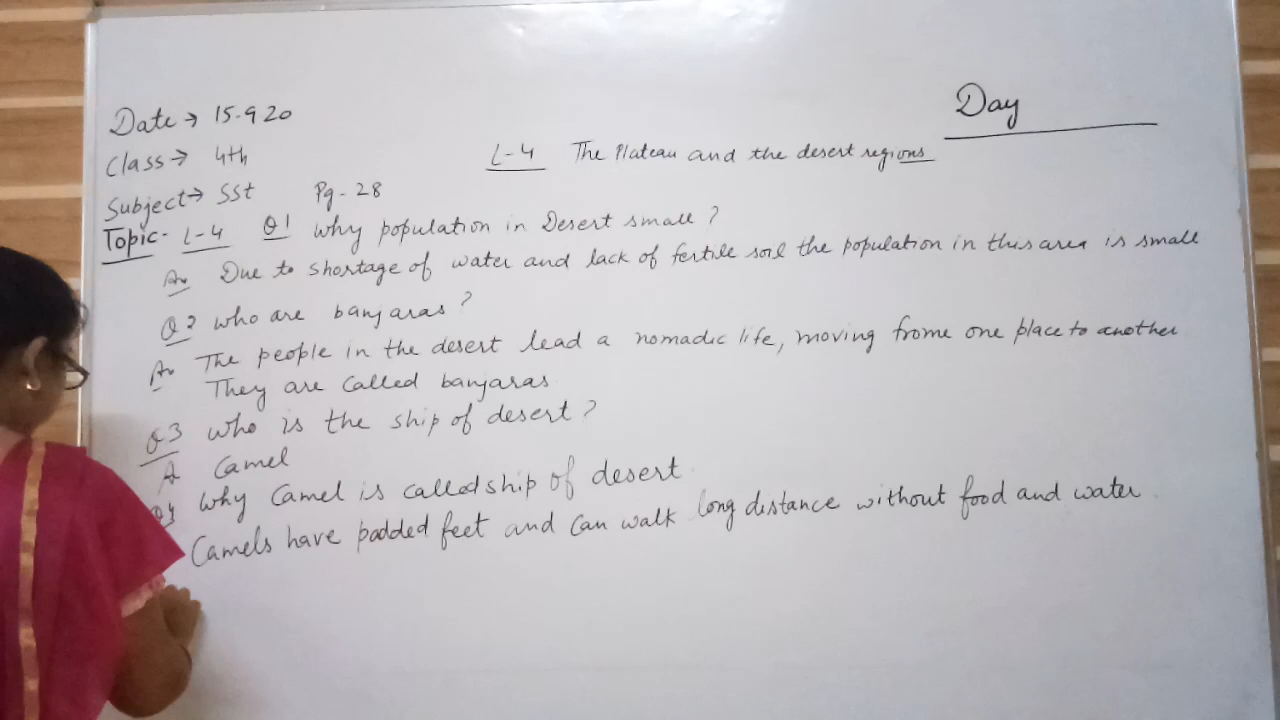 Day
Date → 15.9 20
Class → 4th
L-4 The Plateau and the desert regions
Subject → SSt Pg - 28
Topic - L-4 Q1 Why population in Desert small ?
An Due to shortage of water and lack of fertile soil the population in this area is small
Q2 who are banjaras ?
An The people in the desert lead a nomadic life, moving frome one place to another
They are called banjaras
Q3 who is the ship of desert ?
A Camel
Q4 Why Camel is called ship of desert
Camels have padded feet and can walk long distance without food and water.